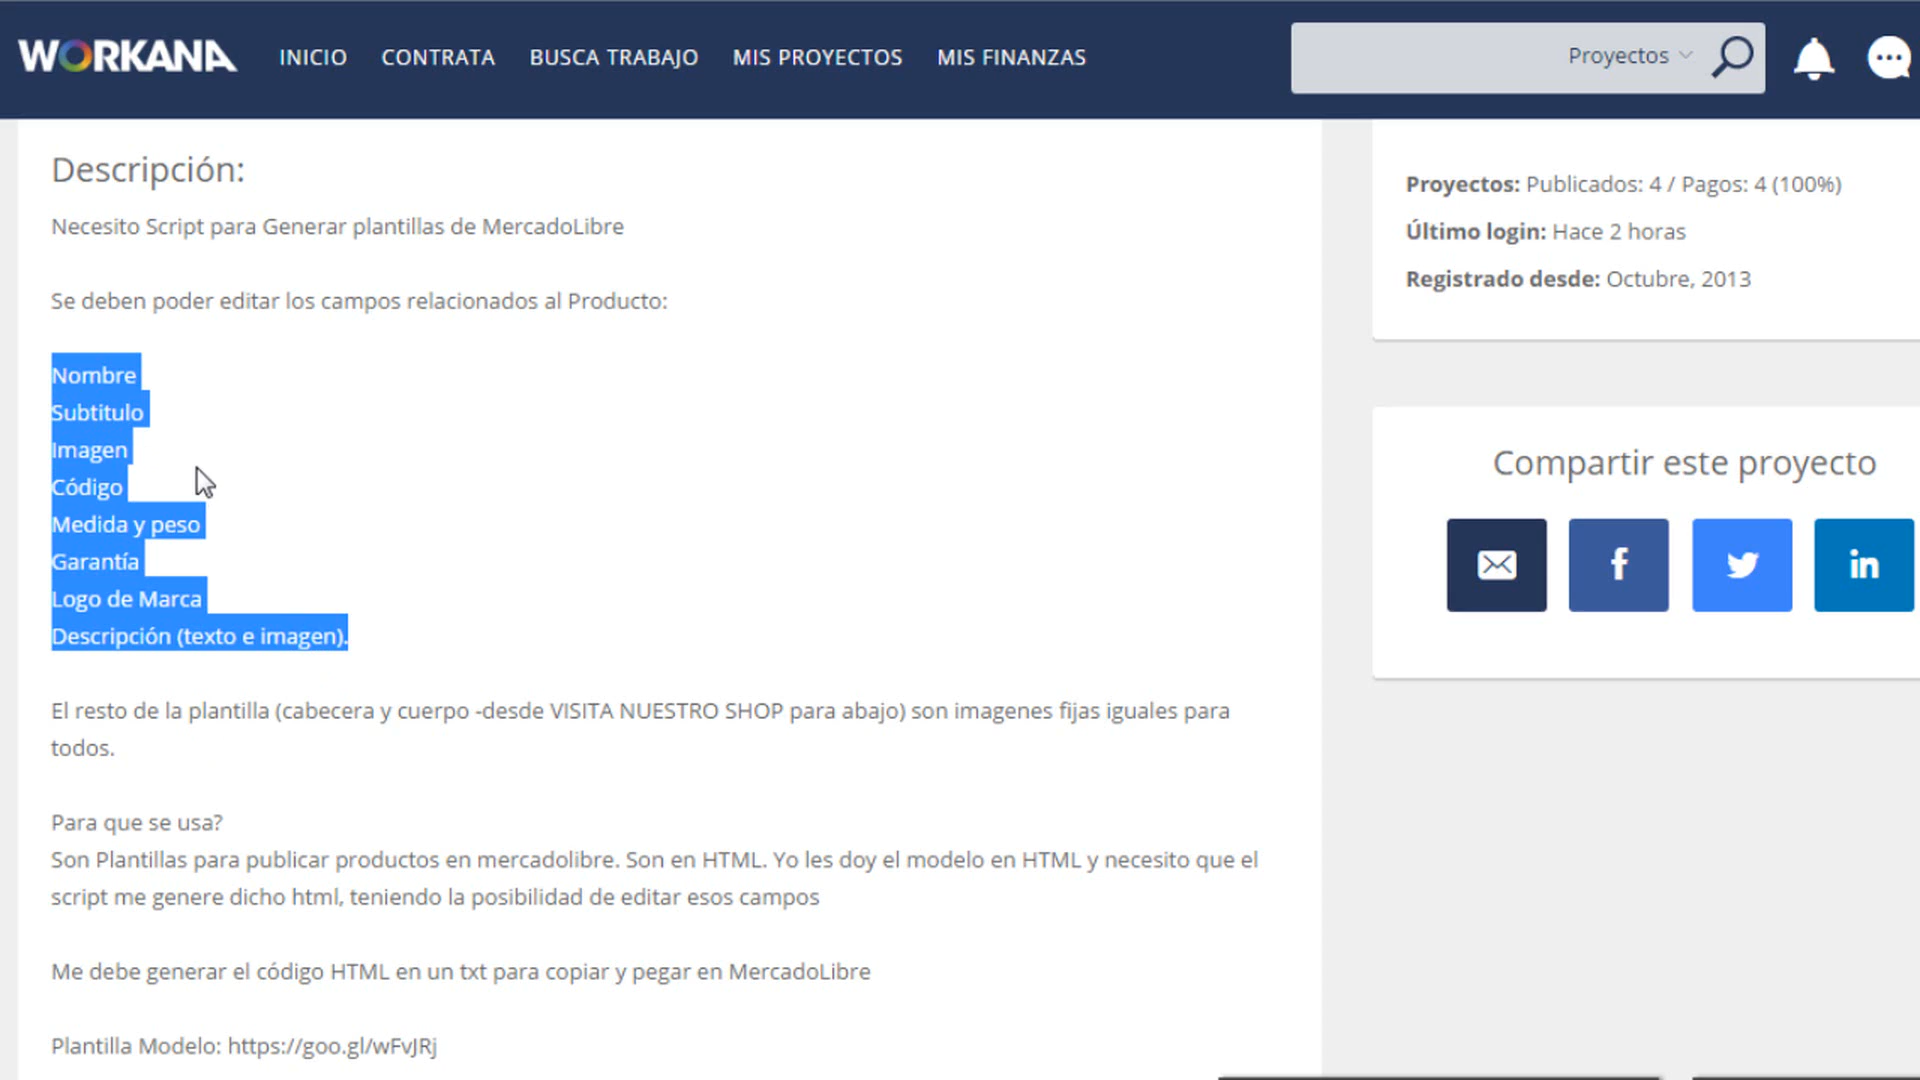 WORKANA INICIO CONTRATA BUSCA TRABAJO MIS PROYECTOS MIS FINANZAS Proyectos
Descripción:
Necesito Script para Generar plantillas de MercadoLibre
Se deben poder editar los campos relacionados al Producto:
Nombre
Subtitulo
Imagen
Código
Medida y peso
Garantía
Logo de Marca
Descripción (texto e imagen).
El resto de la plantilla (cabecera y cuerpo -desde VISITA NUESTRO SHOP para abajo) son imagenes fijas iguales para
todos.
Para que se usa?
Son Plantillas para publicar productos en mercadolibre. Son en HTML. Yo les doy el modelo en HTML y necesito que el
script me genere dicho html, teniendo la posibilidad de editar esos campos
Me debe generar el código HTML en un txt para copiar y pegar en MercadoLibre
Plantilla Modelo: https://goo.gl/wFvJRj
Proyectos: Publicados: 4 / Pagos: 4 (100%)
Último login: Hace 2 horas
Registrado desde: Octubre, 2013
Compartir este proyecto